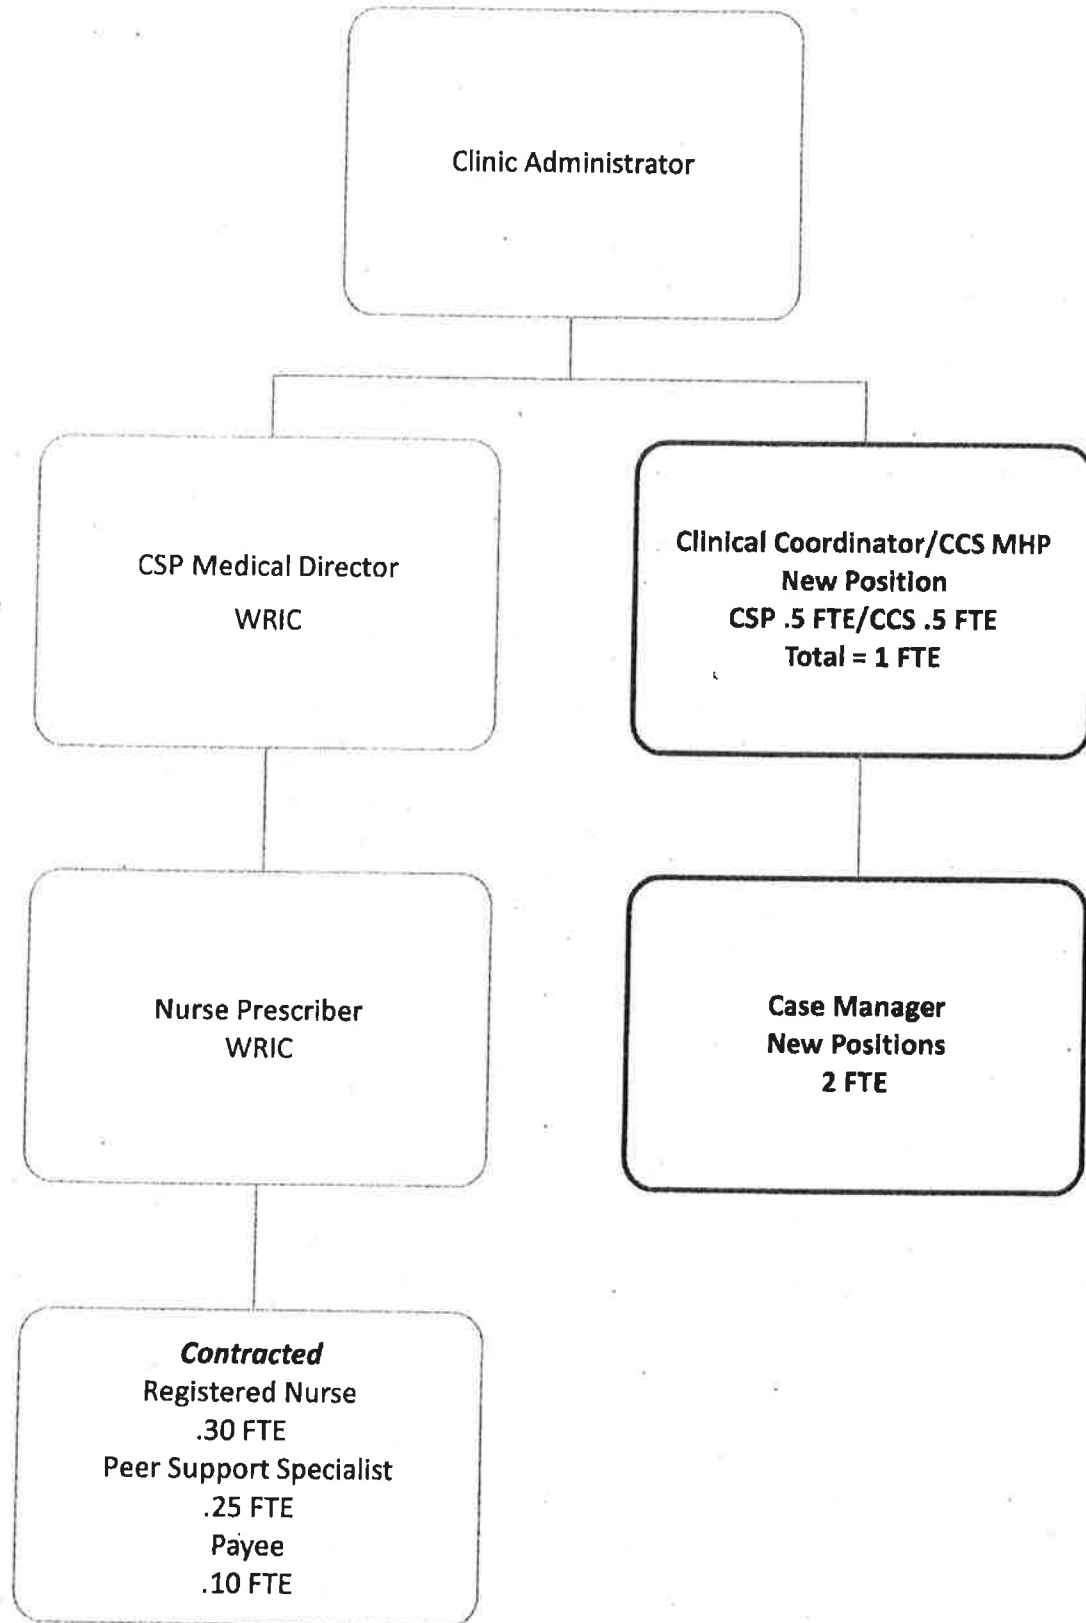 Clinic Administrator
CSP Medical Director
WRIC
Clinical Coordinator/CCS MHP
New Position
CSP .5 FTE/CCS .5 FTE
Total = 1 FTE
Nurse Prescriber
WRIC
Case Manager
New Positions
2 FTE
Contracted
Registered Nurse
.30 FTE
Peer Support Specialist
.25 FTE
Payee
.10 FTE